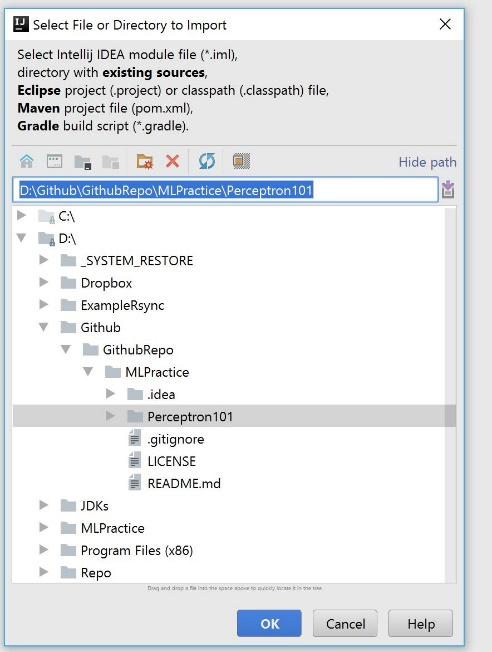 IJ Select File or Directory to Import
Select Intellij IDEA module file (*.iml),
directory with existing sources,
Eclipse project (.project) or classpath (.classpath) file,
Maven project file (pom.xml),
Gradle build script (*.gradle).
Hide path
D:\Github\GithubRepo\MLPractice\Perceptron101
C:\
D:\
_SYSTEM_RESTORE
Dropbox
ExampleRsync
Github
GithubRepo
MLPractice
.idea
Perceptron101
.gitignore
LICENSE
README.md
JDKs
MLPractice
Program Files (x86)
Repo
Drag and drop a file into the space above to quickly locate it in the tree
OK Cancel Help